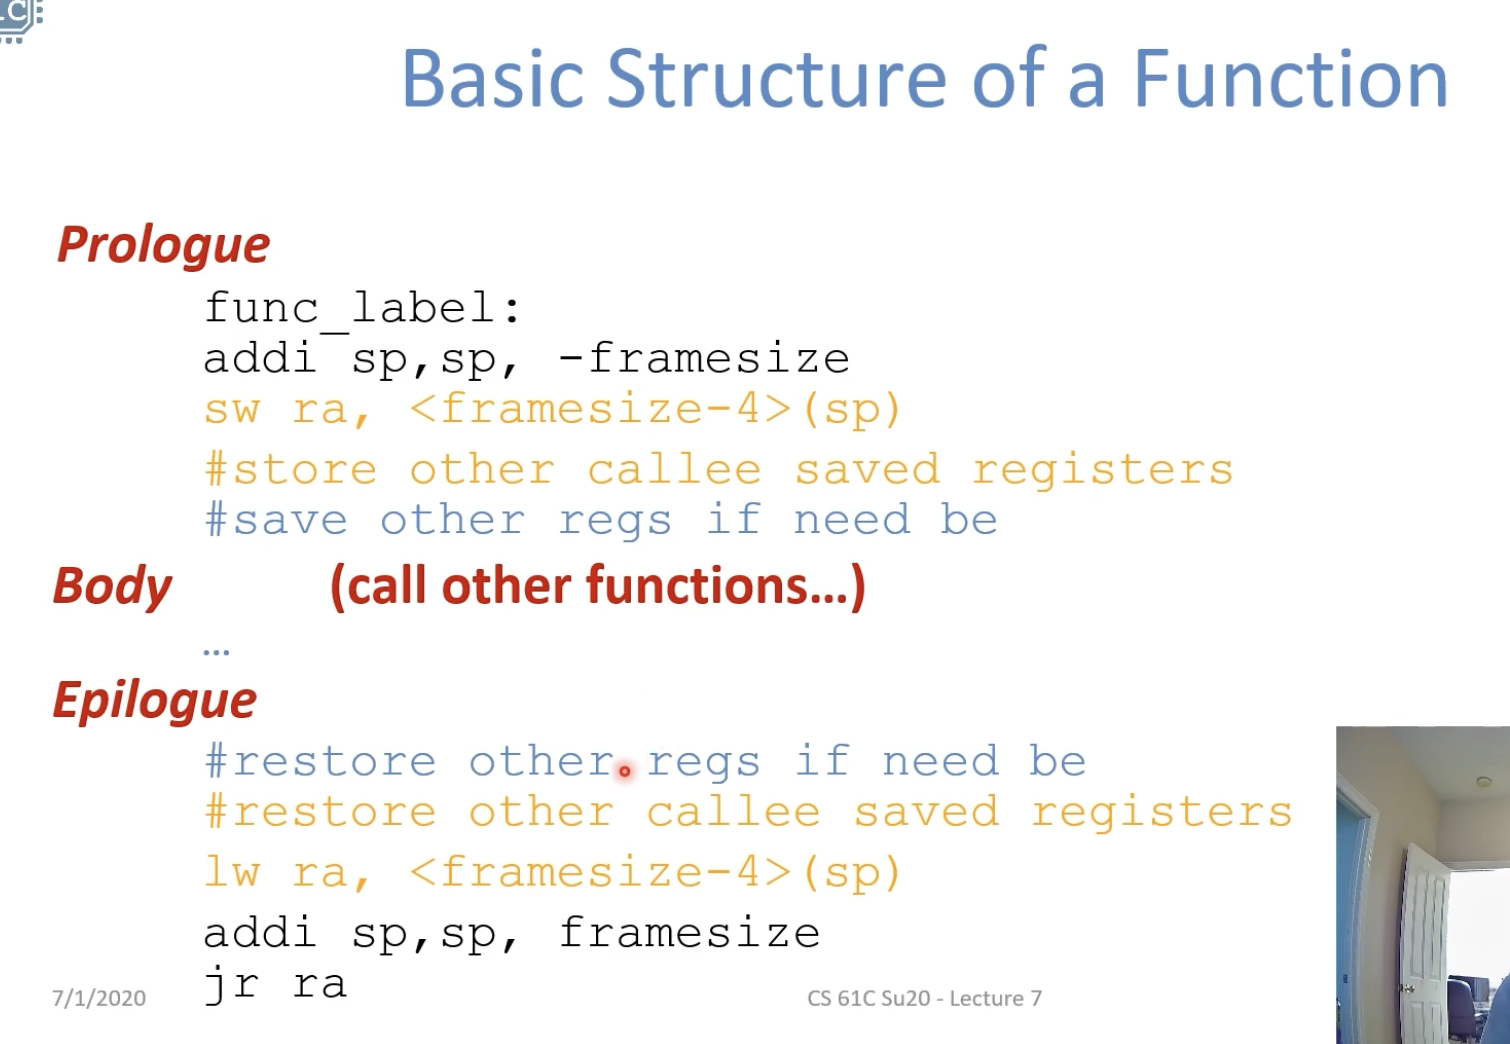 Basic Structure of a Function
Prologue
func_label:
addi sp,sp, -framesize
sw ra, <framesize-4>(sp)
#store other callee saved registers
#save other regs if need be
Body (call other functions…)
…
Epilogue
#restore other regs if need be
#restore other callee saved registers
lw ra, <framesize-4>(sp)
addi sp,sp, framesize
jr ra
7/1/2020
CS 61C Su20 - Lecture 7